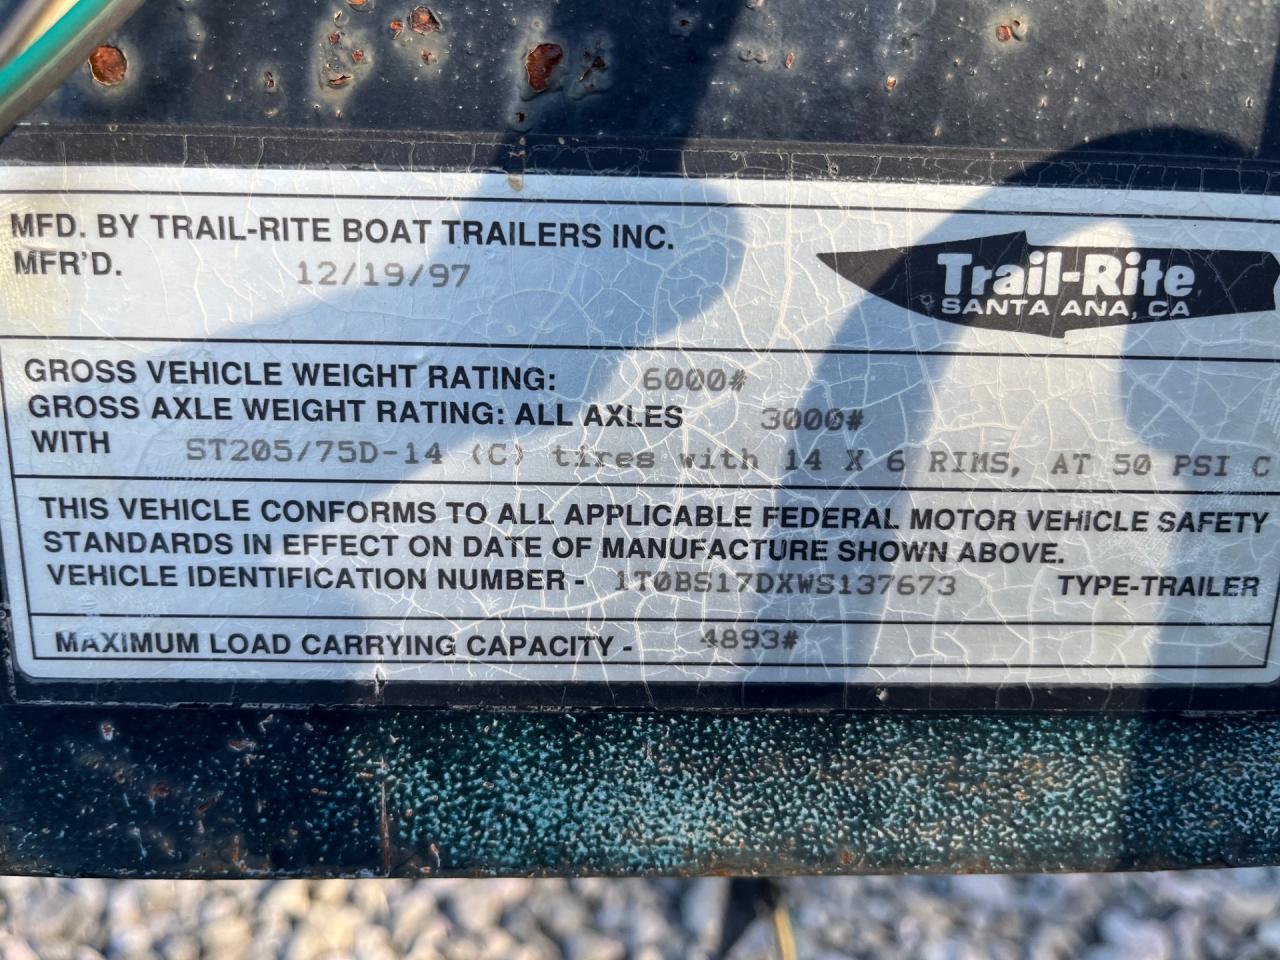 MFD. BY TRAIL-RITE BOAT TRAILERS INC.
MFR'D. 12/19/97
Trail-Rite
SANTA ANA, CA
GROSS VEHICLE WEIGHT RATING: 6000#
GROSS AXLE WEIGHT RATING: ALL AXLES 3000#
WITH ST205/75D-14 (C) tires with 14 X 6 RIMS, AT 50 PSI C
THIS VEHICLE CONFORMS TO ALL APPLICABLE FEDERAL MOTOR VEHICLE SAFETY
STANDARDS IN EFFECT ON DATE OF MANUFACTURE SHOWN ABOVE.
VEHICLE IDENTIFICATION NUMBER - 1T0BS17DXWS137673 TYPE-TRAILER
MAXIMUM LOAD CARRYING CAPACITY - 4893#